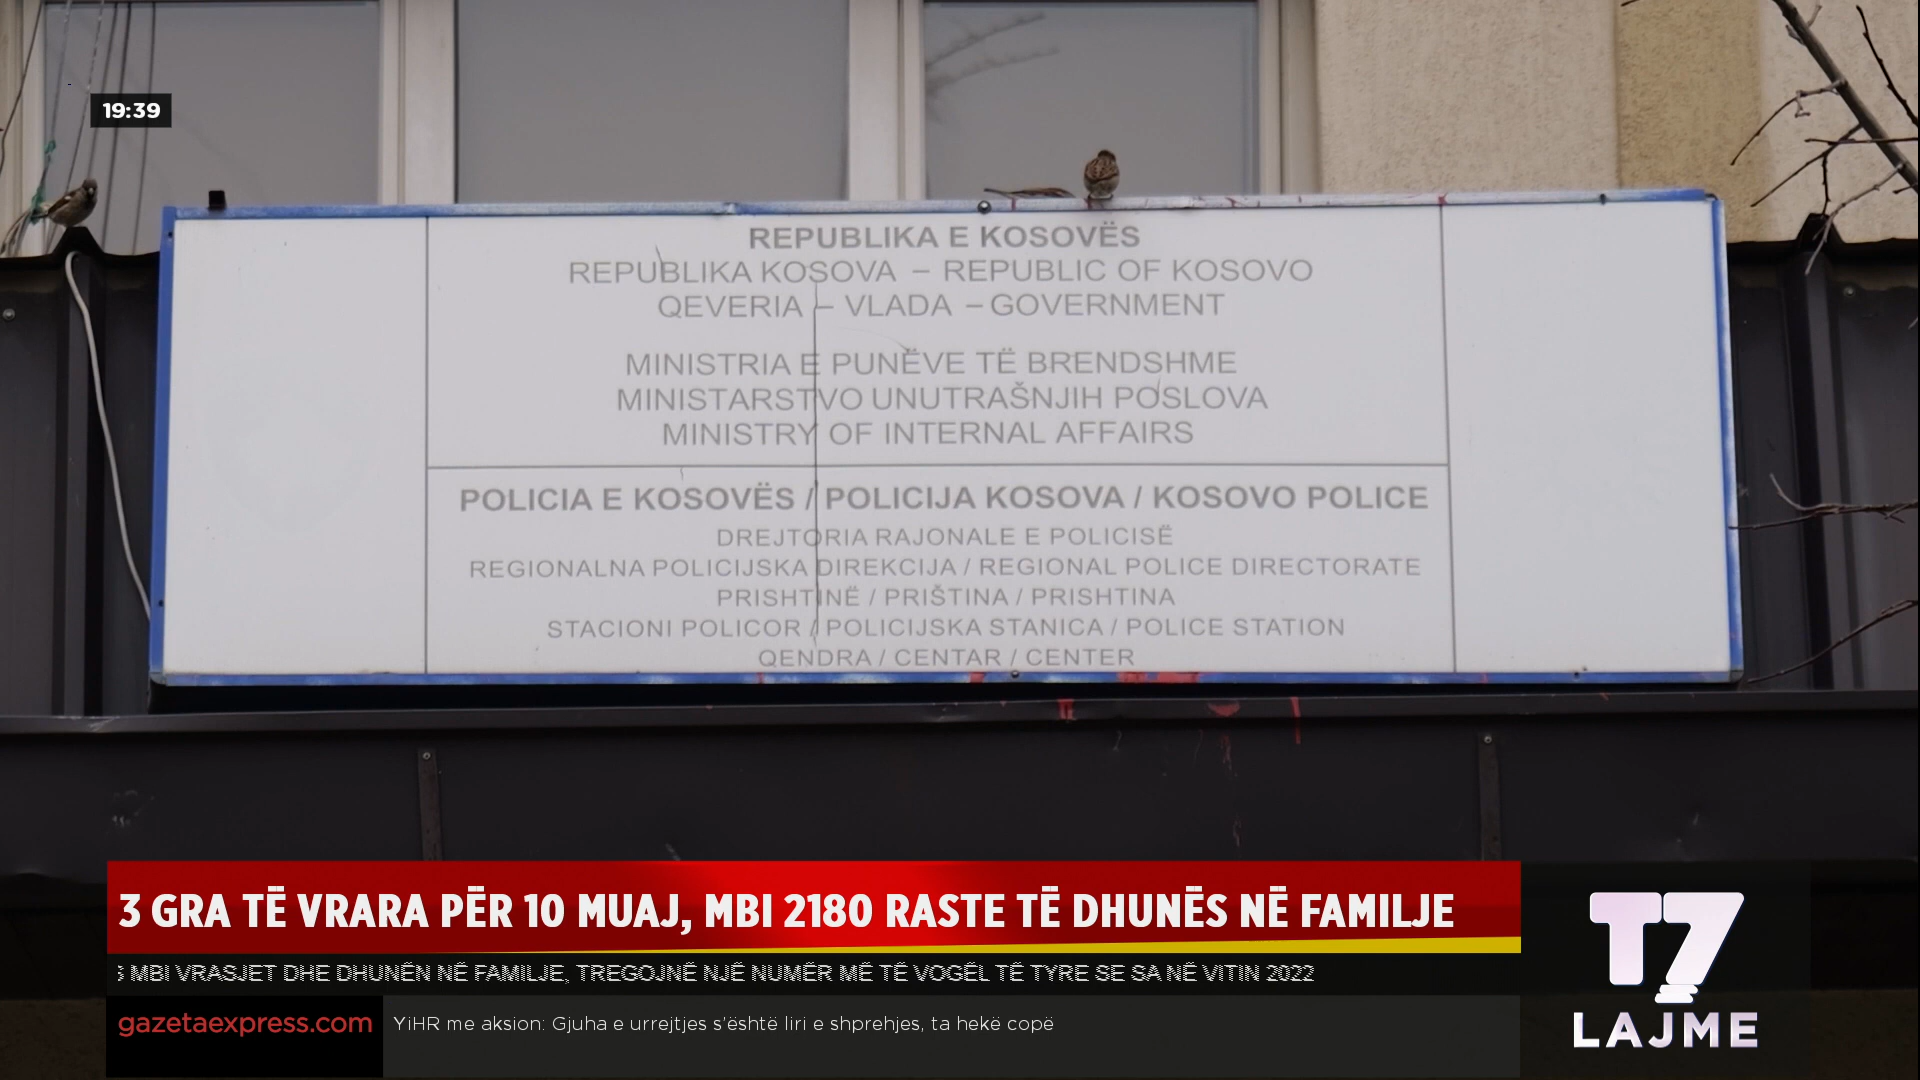 19:39
REPUBLIKA E KOSOVËS
REPUBLIKA KOSOVA – REPUBLIC OF KOSOVO
QEVERIA – VLADA – GOVERNMENT
MINISTRIA E PUNËVE TË BRENDSHME
MINISTARSTVO UNUTRAŠNJIH POSLOVA
MINISTRY OF INTERNAL AFFAIRS
POLICIA E KOSOVËS / POLICIJA KOSOVA / KOSOVO POLICE
DREJTORIA RAJONALE E POLICISË
REGIONALNA POLICIJSKA DIREKCIJA / REGIONAL POLICE DIRECTORATE
PRISHTINË / PRIŠTINA / PRISHTINA
STACIONI POLICOR / POLICIJSKA STANICA / POLICE STATION
QENDRA / CENTAR / CENTER
3 GRA TË VRARA PËR 10 MUAJ, MBI 2180 RASTE TË DHUNËS NË FAMILJE
MBI VRASJET DHE DHUNËN NË FAMILJE, TREGOJNË NJË NUMËR MË TË VOGËL TË TYRE SE SA NË VITIN 2022
gazetaexpress.com YiHR me aksion: Gjuha e urrejtjes s'është liri e shprehjes, ta hekë copë
T7
LAJME